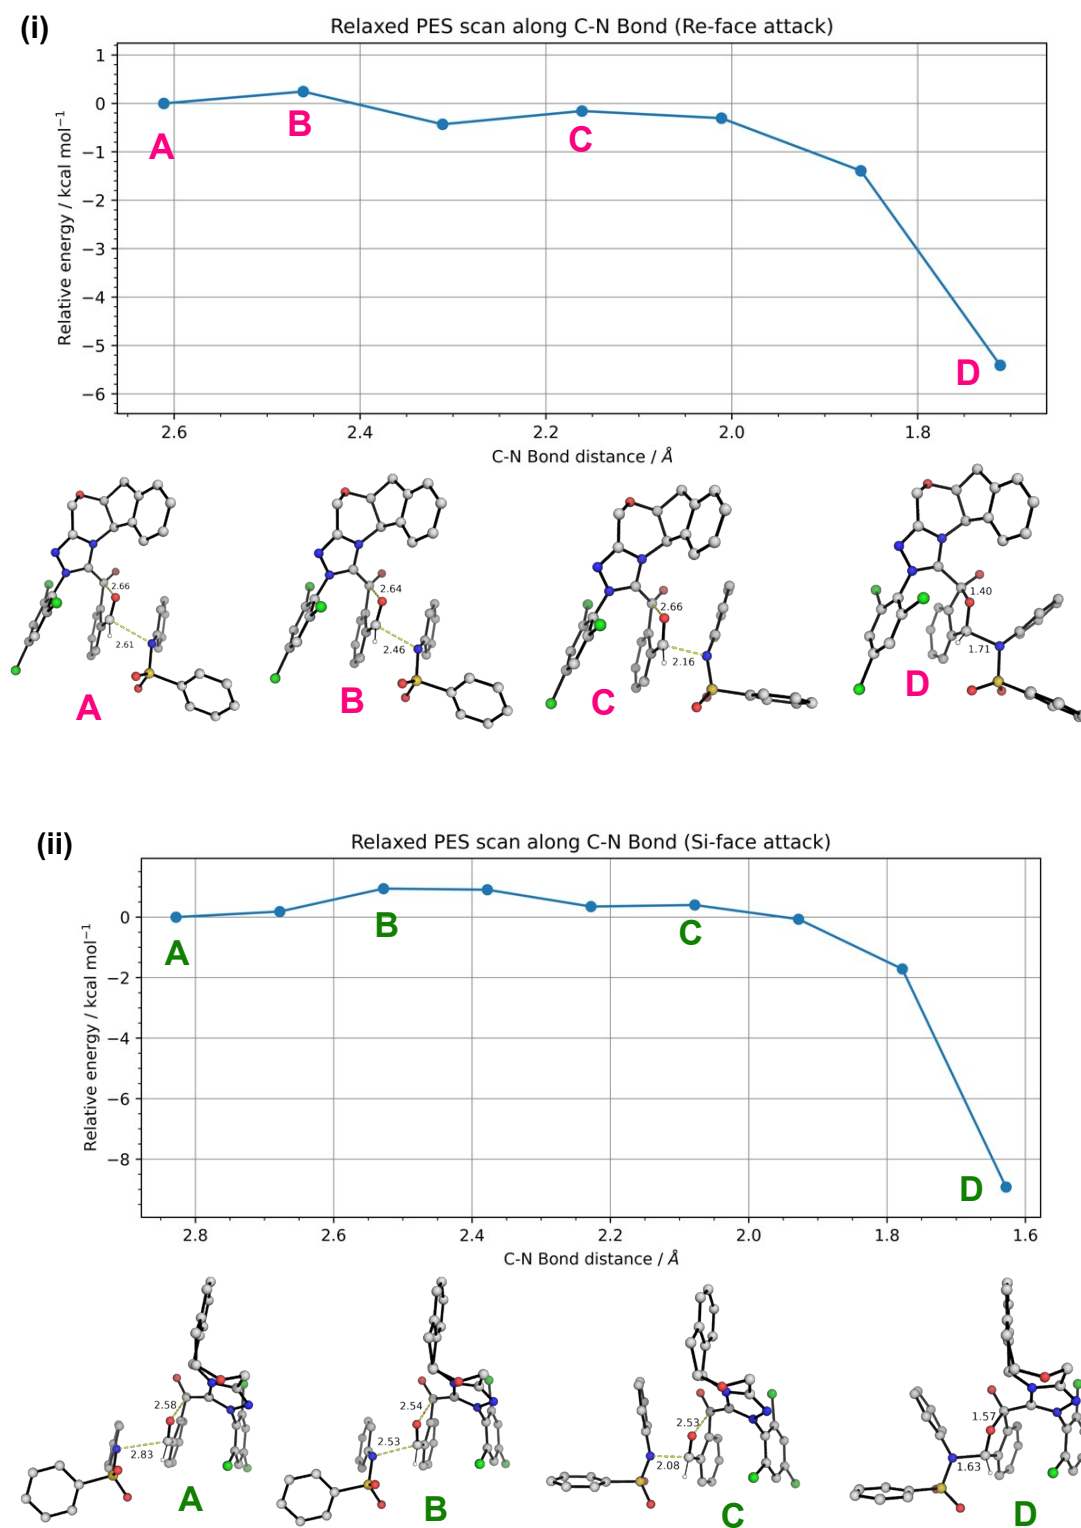 (i)
Relaxed PES scan along C-N Bond (Re-face attack)
Relative energy / kcal mol⁻¹
1
0
−1
−2
−3
−4
−5
−6
A
B
C
D
2.6
2.4
2.2
2.0
1.8
C-N Bond distance / Å
2.66
2.61
A
2.64
2.46
B
2.66
2.16
C
1.40
1.71
D
(ii)
Relaxed PES scan along C-N Bond (Si-face attack)
Relative energy / kcal mol⁻¹
0
−2
−4
−6
−8
A
B
C
D
2.8
2.6
2.4
2.2
2.0
1.8
1.6
C-N Bond distance / Å
2.58
2.83
A
2.54
2.53
B
2.53
2.08
C
1.57
1.63
D